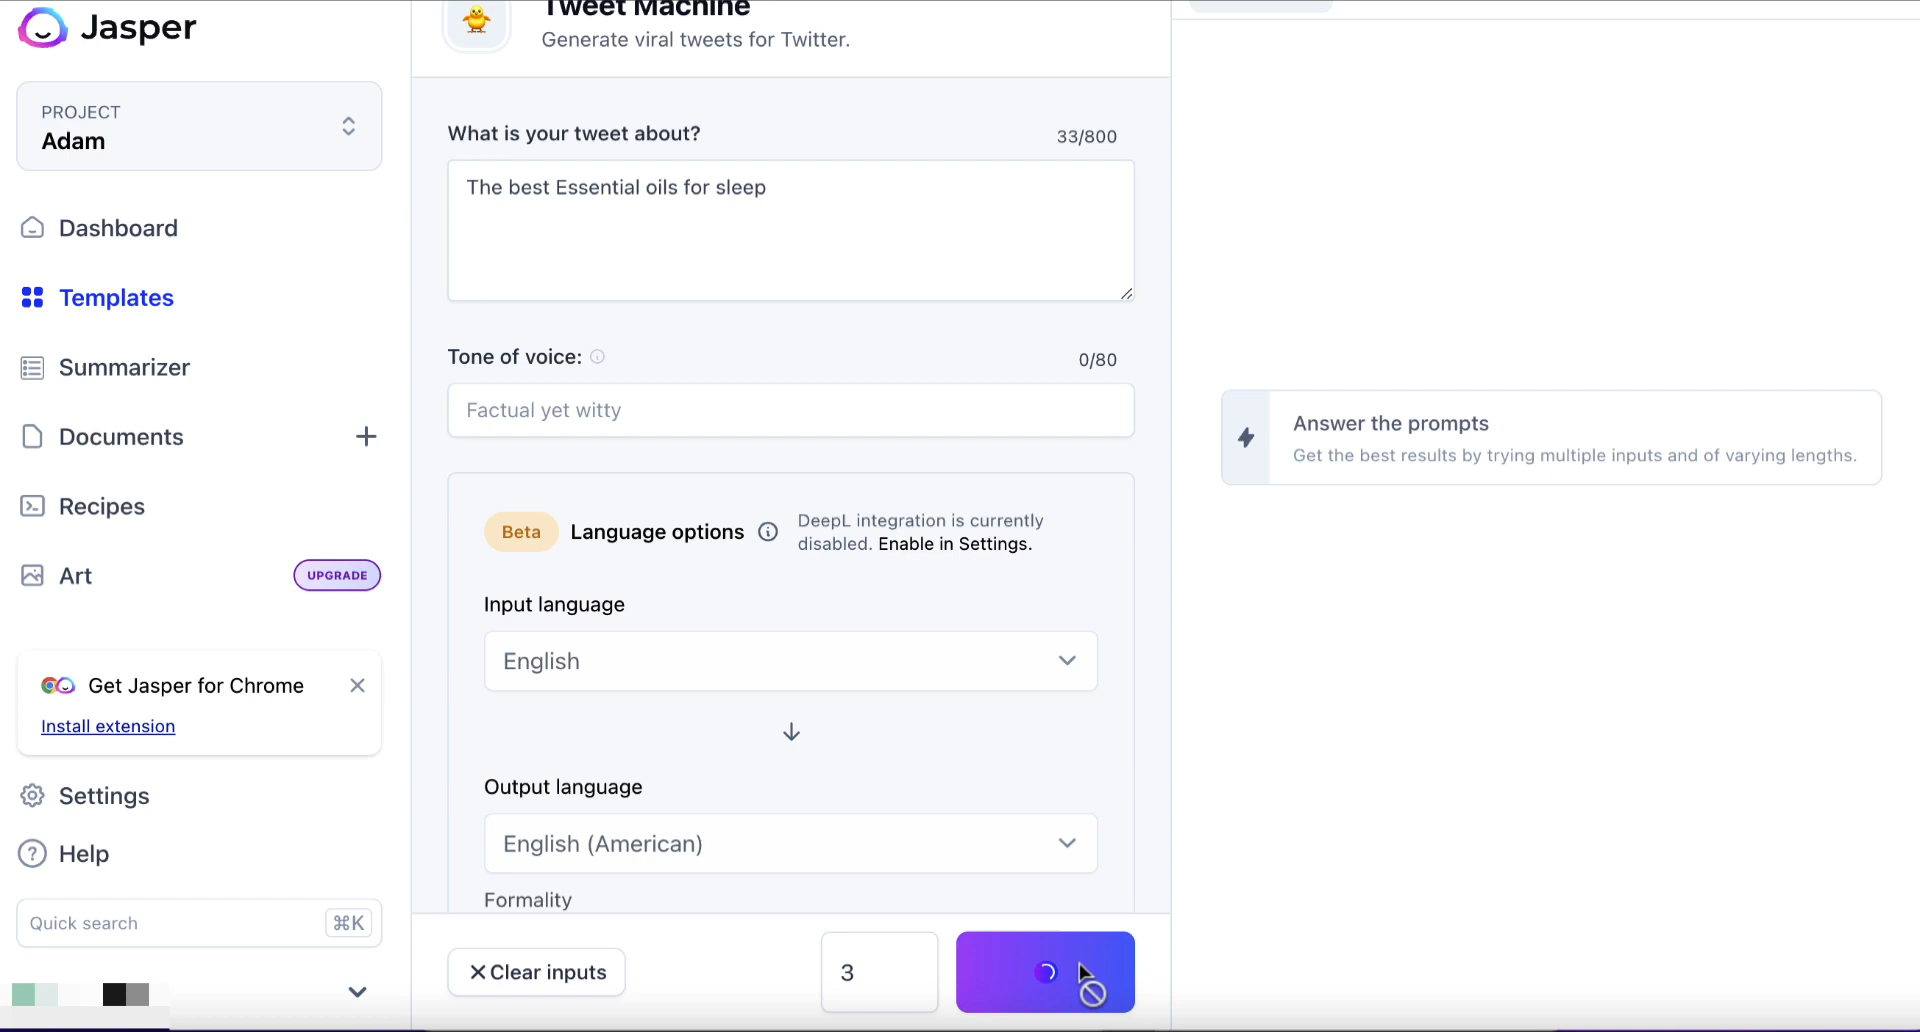 Jasper
PROJECT
Adam
Dashboard
Templates
Summarizer
Documents
Recipes
Art
UPGRADE
Get Jasper for Chrome
Install extension
Settings
Help
Quick search
⌘K
Tweet Machine
Generate viral tweets for Twitter.
What is your tweet about?
33/800
The best Essential oils for sleep
Tone of voice:
0/80
Factual yet witty
Beta
Language options
DeepL integration is currently
disabled. Enable in Settings.
Input language
English
Output language
English (American)
Formality
Clear inputs
3
Answer the prompts
Get the best results by trying multiple inputs and of varying lengths.